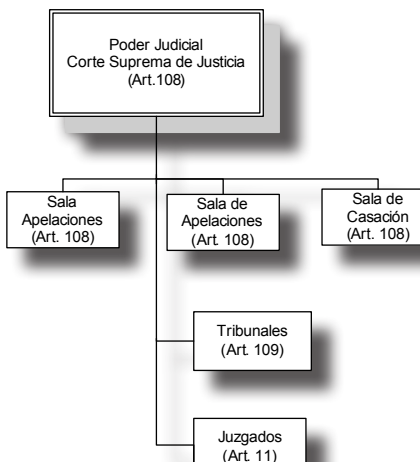 Poder Judicial
Corte Suprema de Justicia
(Art.108)
Sala
Apelaciones
(Art. 108)
Sala de
Apelaciones
(Art. 108)
Sala de
Casación
(Art. 108)
Tribunales
(Art. 109)
Juzgados
(Art. 11)